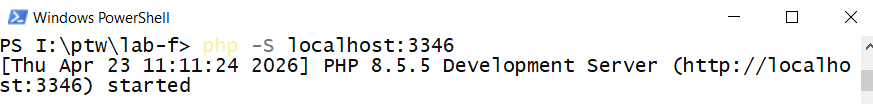 Windows PowerShell
PS I:\ptw\lab-f> php -S localhost:3346
[Thu Apr 23 11:11:24 2026] PHP 8.5.5 Development Server (http://localho
st:3346) started